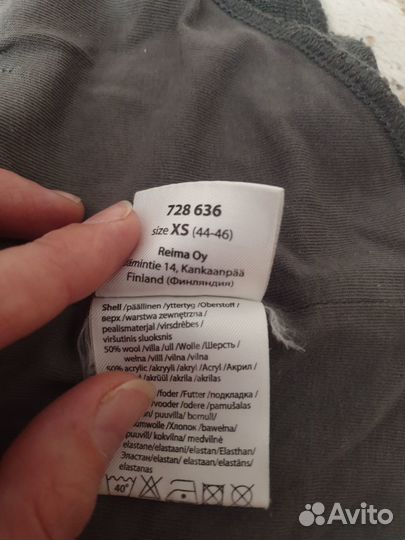 728 636
size XS (44-46)
Reima Oy
14, Kankaanpää
Finland (Финляндия)
Shell /päällinen /yttertyg /Oberstoff /
верх /warstwa zewnętrzna /
pealismaterjal /virsdrēbes /
viršutinis sluoksnis
50% wool /villa /ull /Wolle /Шерсть /
wełna /vill /vilna /vilna
50% acrylic /akryyli /akryl /Acryl /Акрил /
/akrüül /akrila /akrilas
/foder /Futter /подкладка /
/vooder /odere /pamušalas
/puuvilla /bomull/
/Хлопок /bawełna/
puuvill / kokvilna / medvilnė
elastane/elastaani/elastan/Elasthan/
Эластан/elastan/ elastaan/elastāns/
elastanas
40°
Avito